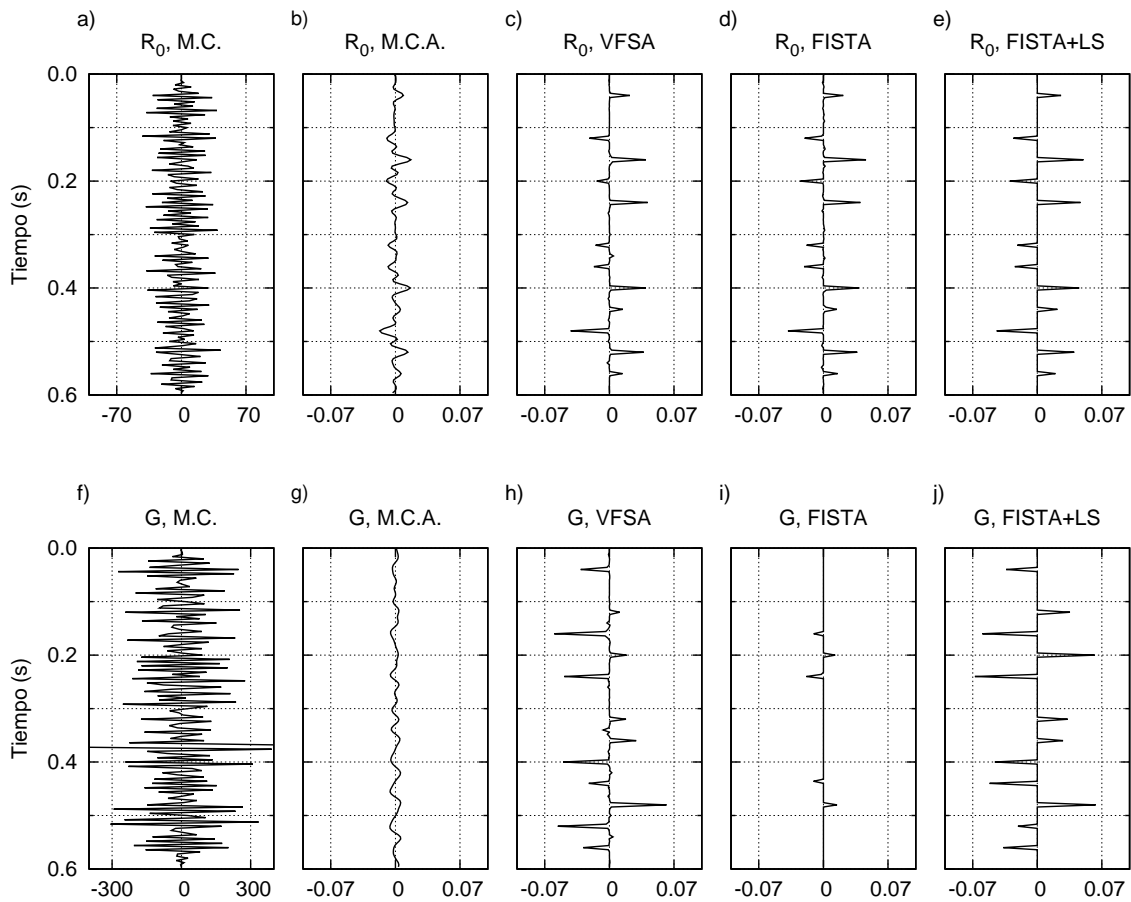 a) b) c) d) e)
R0, M.C. R0, M.C.A. R0, VFSA R0, FISTA R0, FISTA+LS
0.0
0.2
Tiempo (s)
0.4
0.6
-70 0 70 -0.07 0 0.07 -0.07 0 0.07 -0.07 0 0.07 -0.07 0 0.07
f) g) h) i) j)
G, M.C. G, M.C.A. G, VFSA G, FISTA G, FISTA+LS
0.0
0.2
Tiempo (s)
0.4
0.6
-300 0 300 -0.07 0 0.07 -0.07 0 0.07 -0.07 0 0.07 -0.07 0 0.07